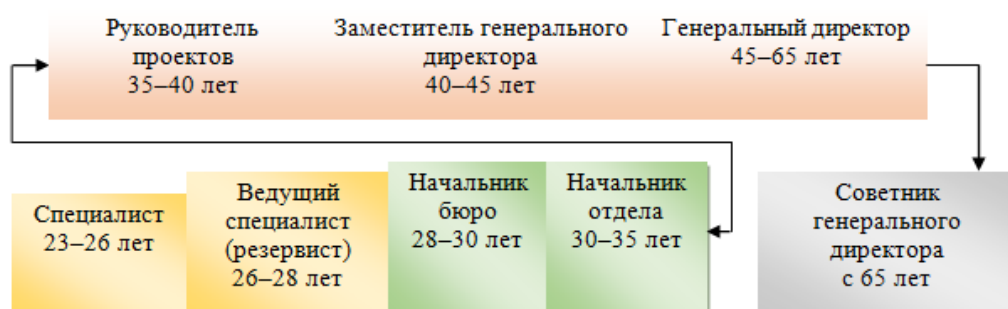 Руководитель
проектов
35–40 лет
Заместитель генерального
директора
40–45 лет
Генеральный директор
45–65 лет
Специалист
23–26 лет
Ведущий
специалист
(резервист)
26–28 лет
Начальник
бюро
28–30 лет
Начальник
отдела
30–35 лет
Советник
генерального
директора
с 65 лет